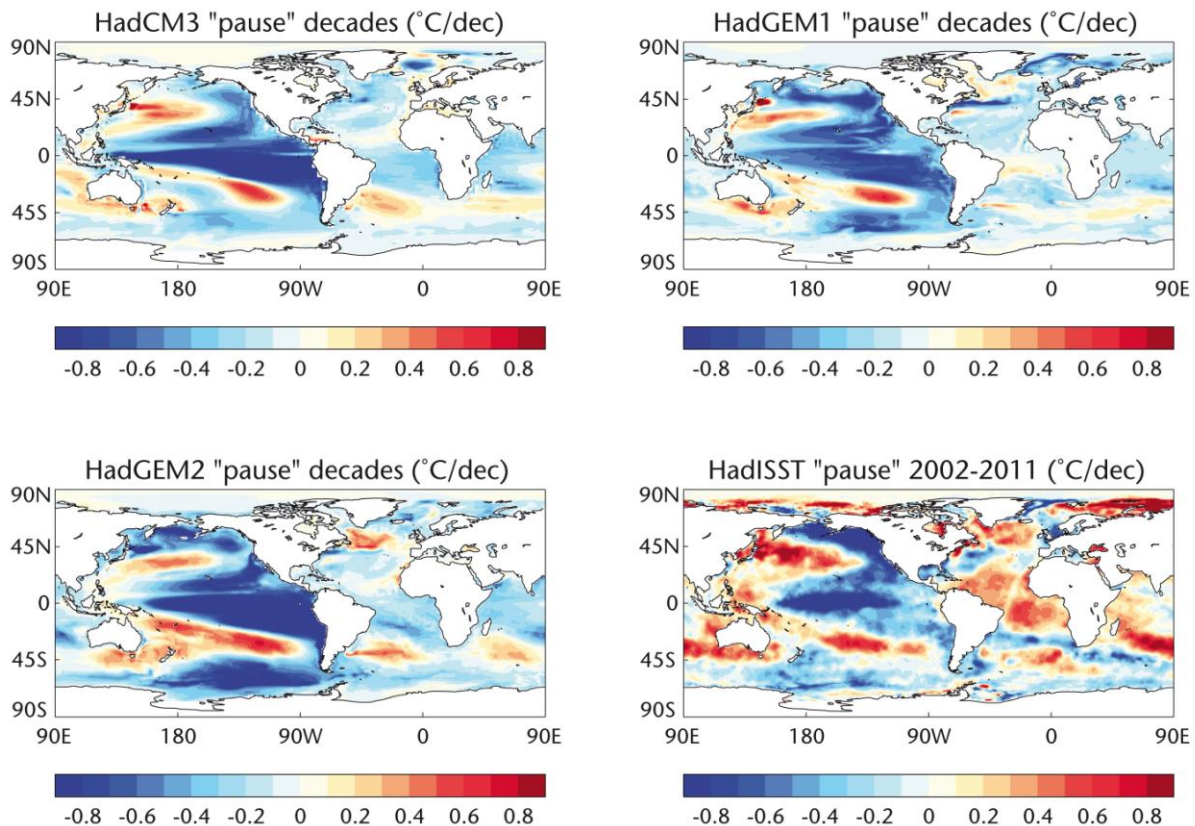 HadCM3 "pause" decades (˚C/dec)
90N
45N
0
45S
90S
90E 180 90W 0 90E
-0.8 -0.6 -0.4 -0.2 0 0.2 0.4 0.6 0.8
HadGEM1 "pause" decades (˚C/dec)
90N
45N
0
45S
90S
90E 180 90W 0 90E
-0.8 -0.6 -0.4 -0.2 0 0.2 0.4 0.6 0.8
HadGEM2 "pause" decades (˚C/dec)
90N
45N
0
45S
90S
90E 180 90W 0 90E
-0.8 -0.6 -0.4 -0.2 0 0.2 0.4 0.6 0.8
HadISST "pause" 2002-2011 (˚C/dec)
90N
45N
0
45S
90S
90E 180 90W 0 90E
-0.8 -0.6 -0.4 -0.2 0 0.2 0.4 0.6 0.8